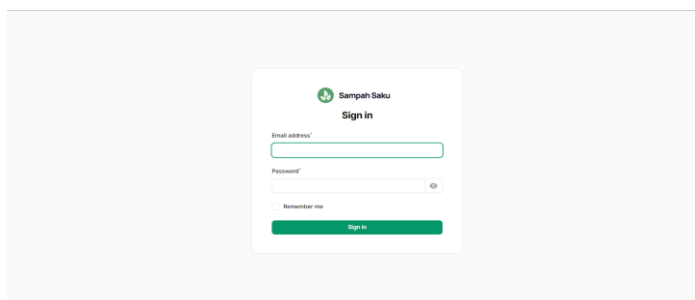 Sampah Saku
Sign in
Email address*
Password*
Remember me
Sign in